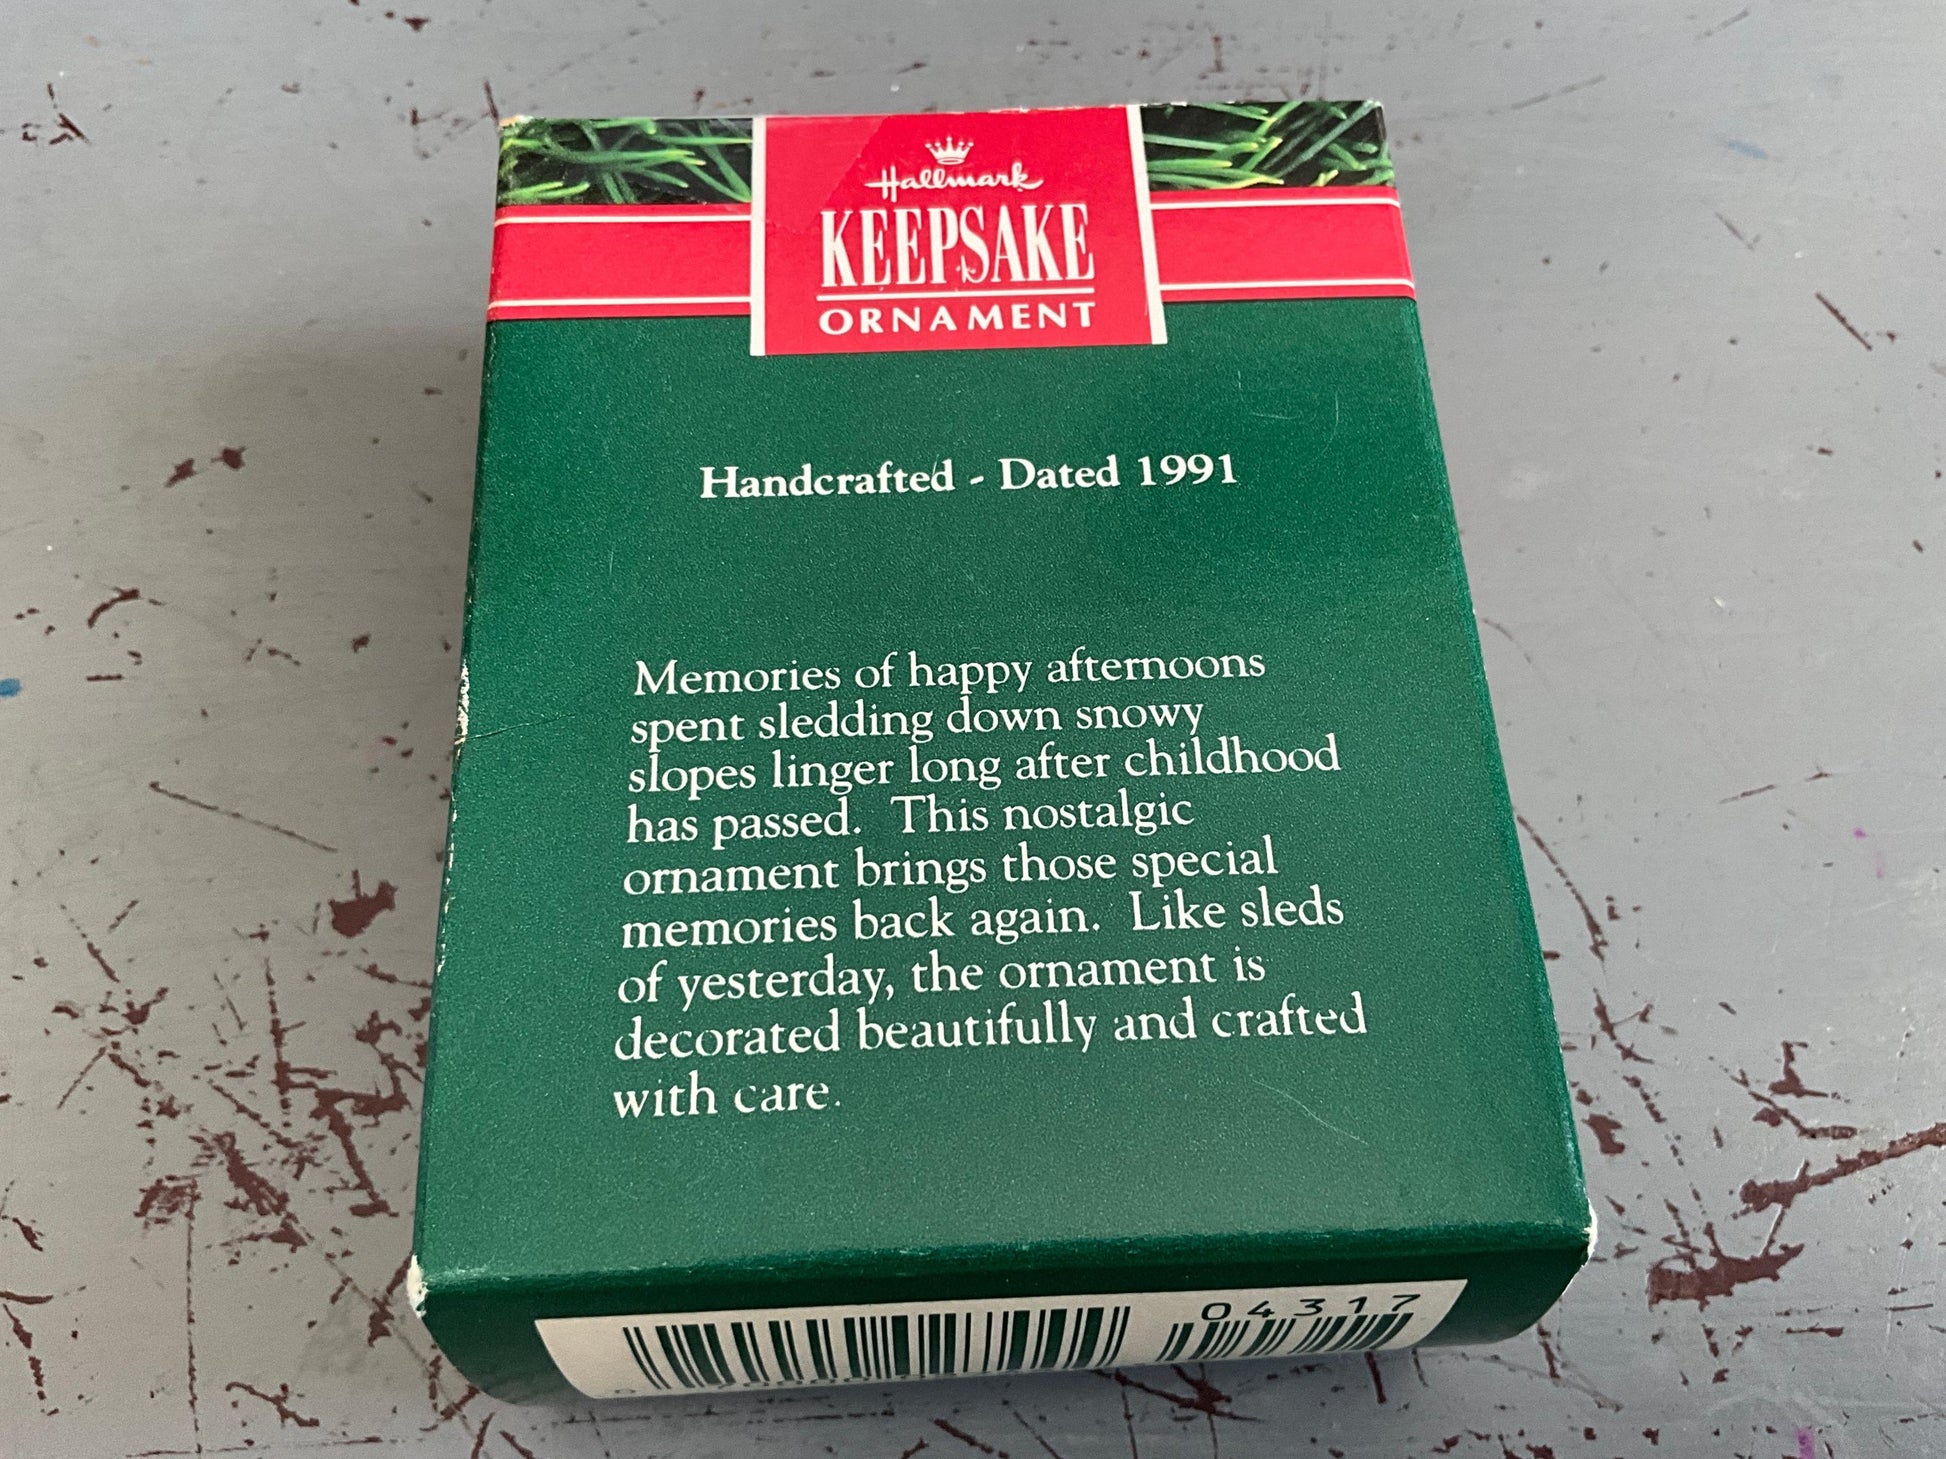 Hallmark
KEEPSAKE
ORNAMENT
Handcrafted - Dated 1991
Memories of happy afternoons
spent sledding down snowy
slopes linger long after childhood
has passed. This nostalgic
ornament brings those special
memories back again. Like sleds
of yesterday, the ornament is
decorated beautifully and crafted
with care.
04317